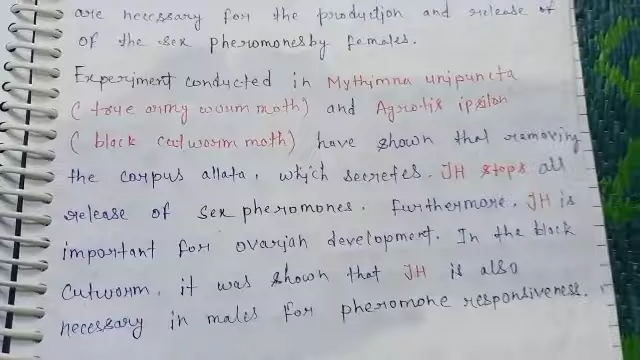 are necessary for the production and release of
of the sex pheromones by females.
Experiment conducted in Mythimna unipuncta
(true army worm moth) and Agrotis ipsilon
(black cutworm moth) have shown that removing
the corpus allata, which secretes. JH stops all
release of sex pheromones. Furthermore, JH is
important for ovarian development. In the black
cutworm, it was shown that JH is also
necessary in males for pheromone responsiveness.